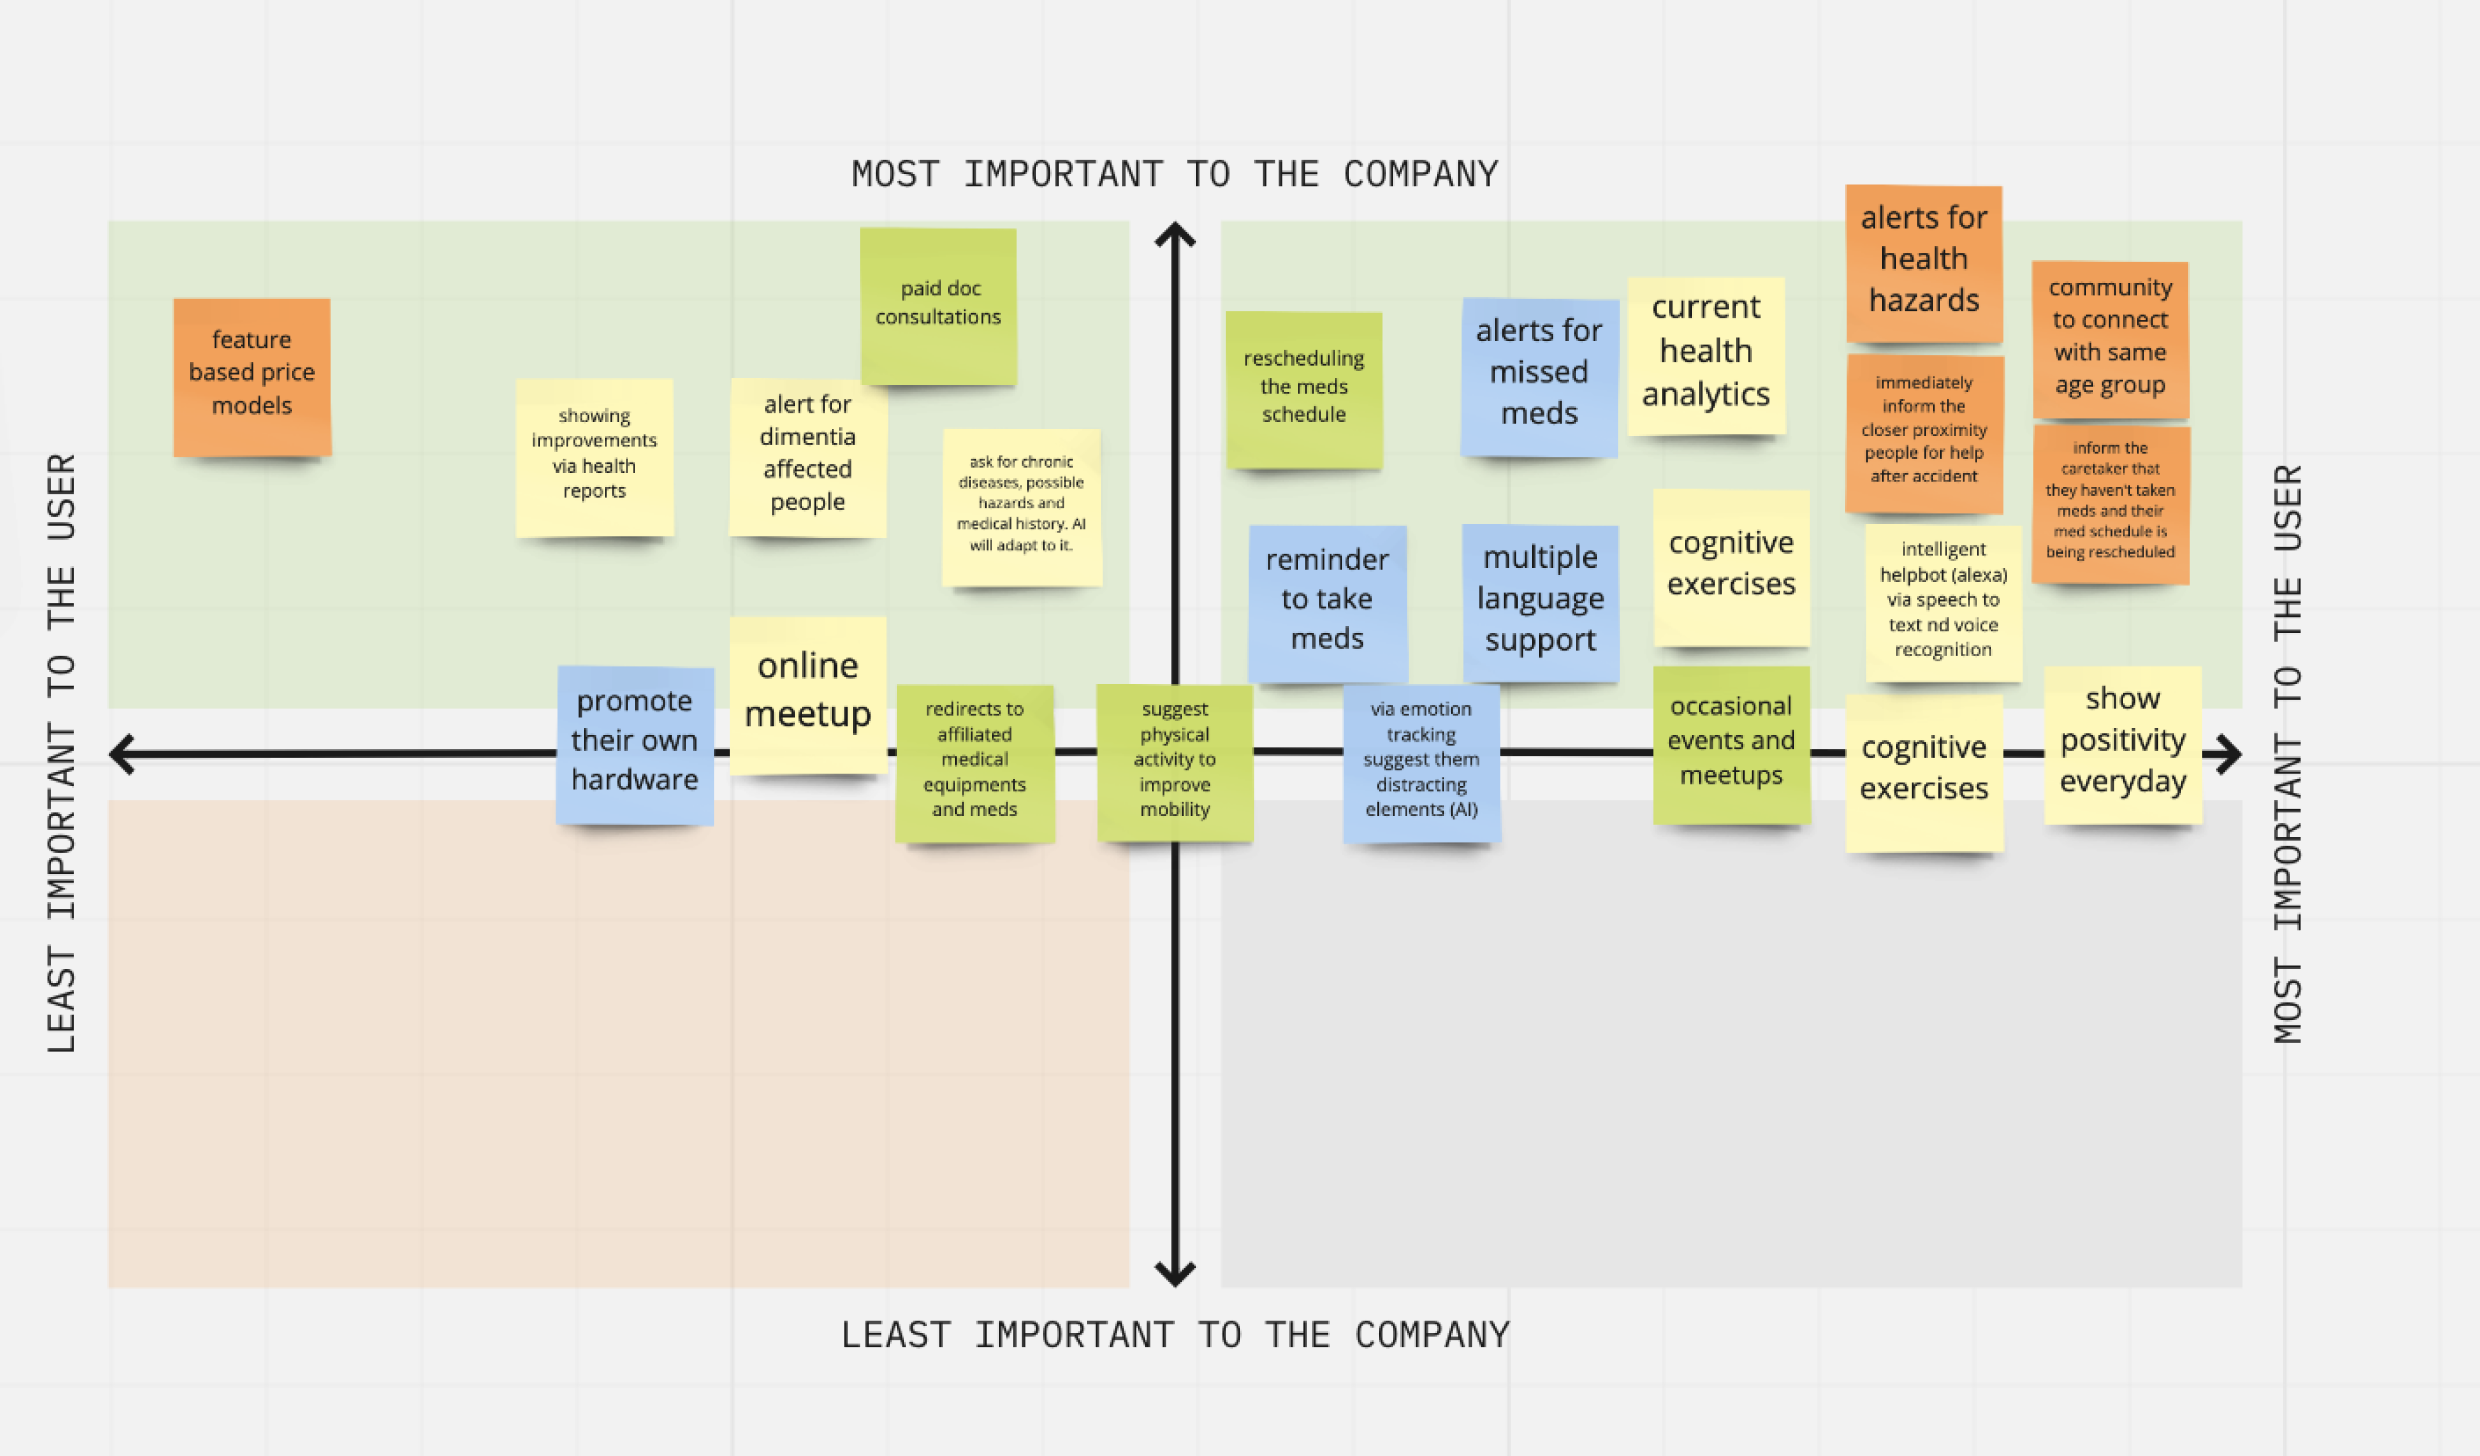 MOST IMPORTANT TO THE COMPANY
LEAST IMPORTANT TO THE USER
feature
based price
models
showing
improvements
via health
reports
alert for
dimentia
affected
people
paid doc
consultations
ask for chronic
diseases, possible
hazards and
medical history. AI
will adapt to it.
promote
their own
hardware
online
meetup
redirects to
affiliated
medical
equipments
and meds
suggest
physical
activity to
improve
mobility
rescheduling
the meds
schedule
alerts for
missed
meds
current
health
analytics
alerts for
health
hazards
community
to connect
with same
age group
immediately
inform the
closer proximity
people for help
after accident
inform the
caretaker that
they haven't taken
meds and their
med schedule is
being rescheduled
reminder
to take
meds
multiple
language
support
cognitive
exercises
intelligent
helpbot (alexa)
via speech to
text nd voice
recognition
via emotion
tracking
suggest them
distracting
elements (AI)
occasional
events and
meetups
cognitive
exercises
show
positivity
everyday
MOST IMPORTANT TO THE USER
LEAST IMPORTANT TO THE COMPANY